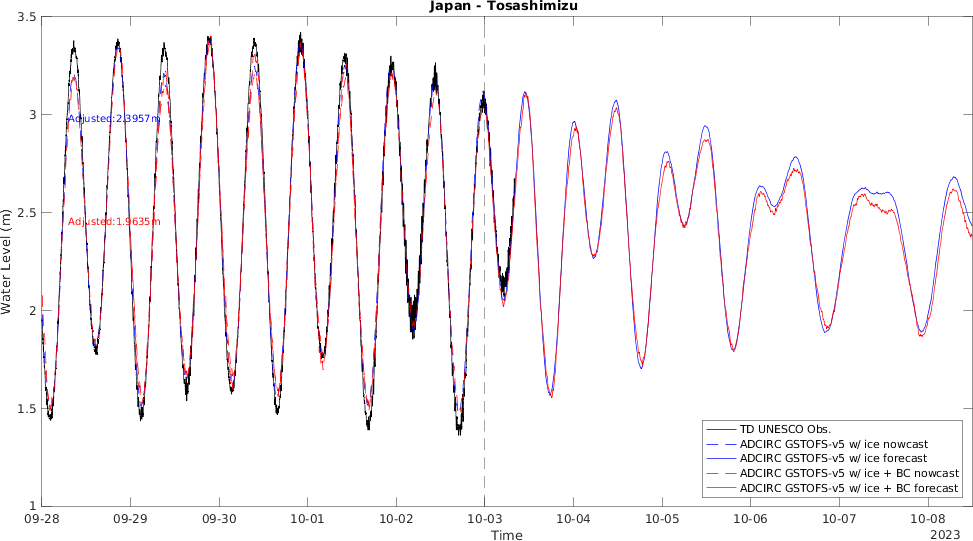 Japan - Tosashimizu
3.5
3
2.5
2
1.5
1
Water Level (m)
Adjusted:2.3957m
Adjusted:1.9635m
TD UNESCO Obs.
ADCIRC GSTOFS-v5 w/ ice nowcast
ADCIRC GSTOFS-v5 w/ ice forecast
ADCIRC GSTOFS-v5 w/ ice + BC nowcast
ADCIRC GSTOFS-v5 w/ ice + BC forecast
09-28 09-29 09-30 10-01 10-02 10-03 10-04 10-05 10-06 10-07 10-08
Time
2023